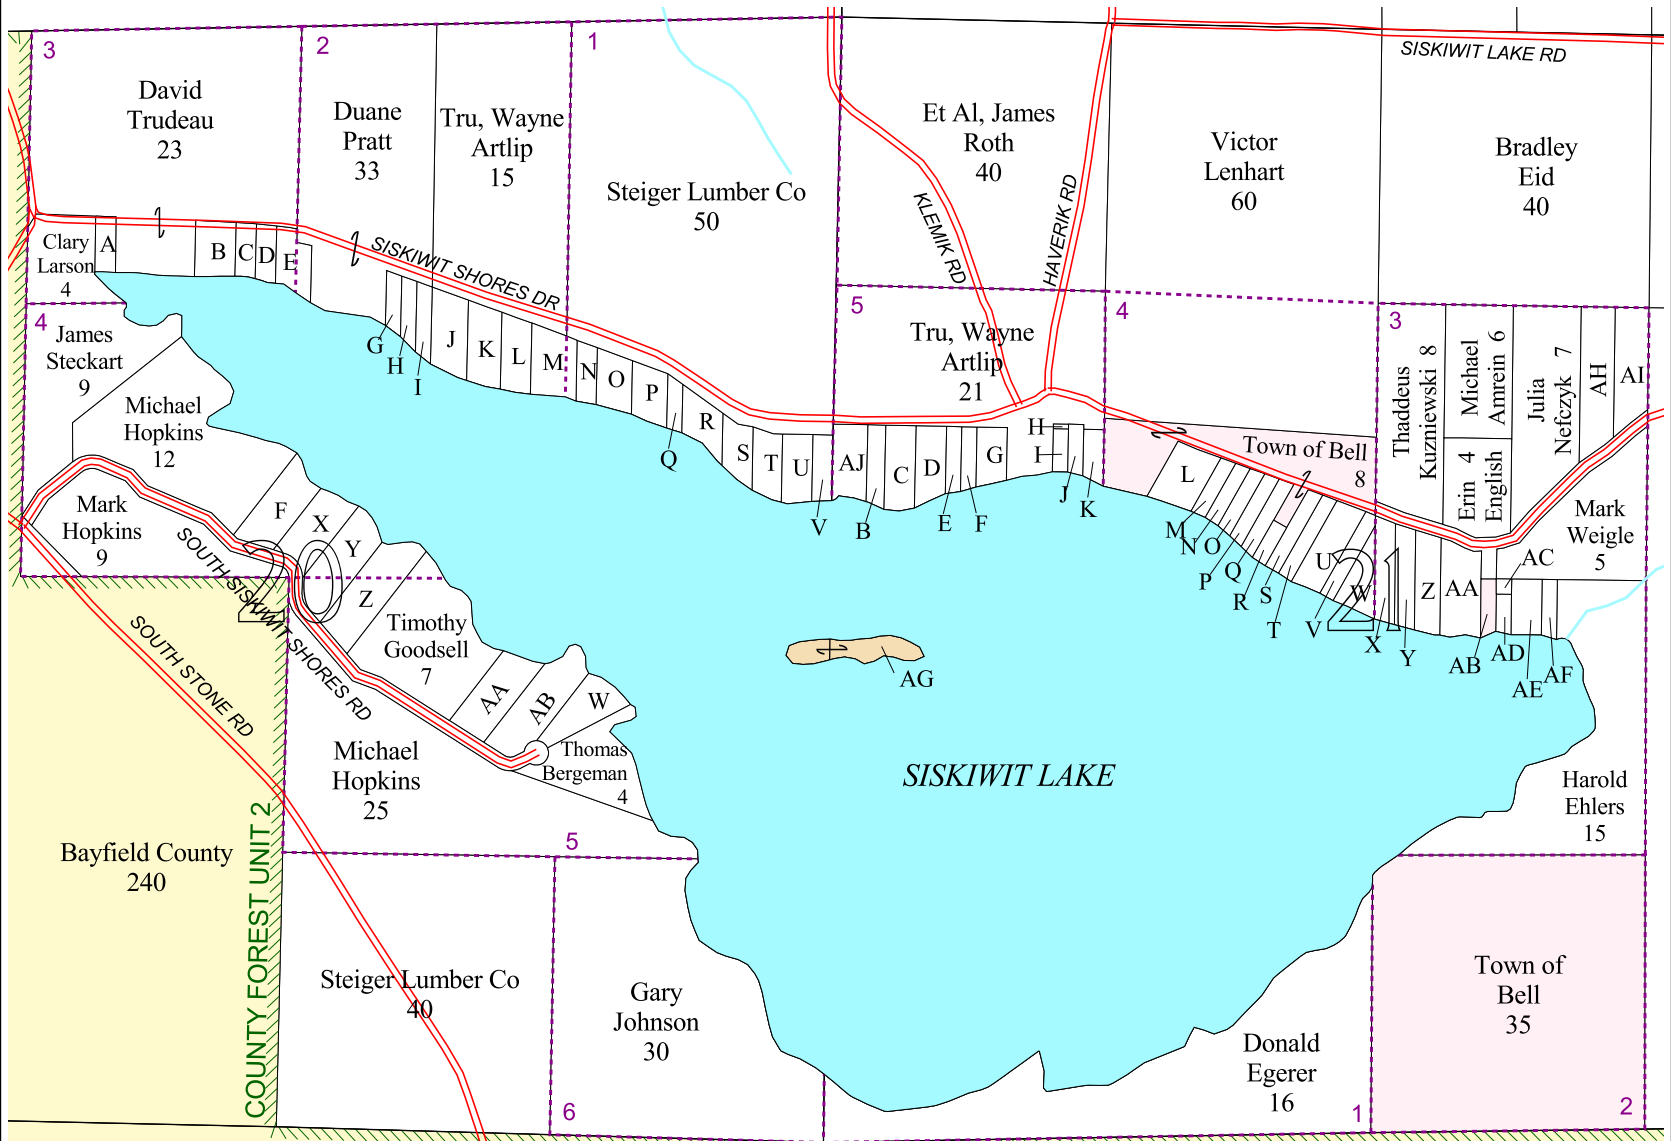 3
2
1
SISKIWIT LAKE RD
David
Trudeau
23
Duane
Pratt
33
Tru, Wayne
Artlip
15
Steiger Lumber Co
50
Et Al, James
Roth
40
KLEMIK RD
HAVERIK RD
Victor
Lenhart
60
Bradley
Eid
40
Clary
Larson
4
A
B
C
D
E
SISKIWIT SHORES DR
G
H
I
J
K
L
M
N
O
P
Q
R
S
T
U
V
5
4
3
Tru, Wayne
Artlip
21
AJ
B
C
D
E
F
G
H
I
J
K
Town of Bell
8
L
M
N
O
P
Q
R
S
T
U
V
W
X
Y
Z
AA
AB
AC
AD
AE
AF
21
Thaddeus
Kuzniewski 8
Michael
Amrein 6
Erin 4
English
Julia
Nefczyk 7
AH
AI
Mark
Weigle
5
4
James
Steckart
9
Michael
Hopkins
12
Mark
Hopkins
9
F
X
Y
Z
20
SOUTH SISKIWIT SHORES RD
SOUTH STONE RD
Timothy
Goodsell
7
AA
AB
W
Thomas
Bergeman
4
Michael
Hopkins
25
5
AG
SISKIWIT LAKE
Harold
Ehlers
15
Bayfield County
240
COUNTY FOREST UNIT 2
Steiger Lumber Co
40
Gary
Johnson
30
6
Donald
Egerer
16
1
Town of
Bell
35
2